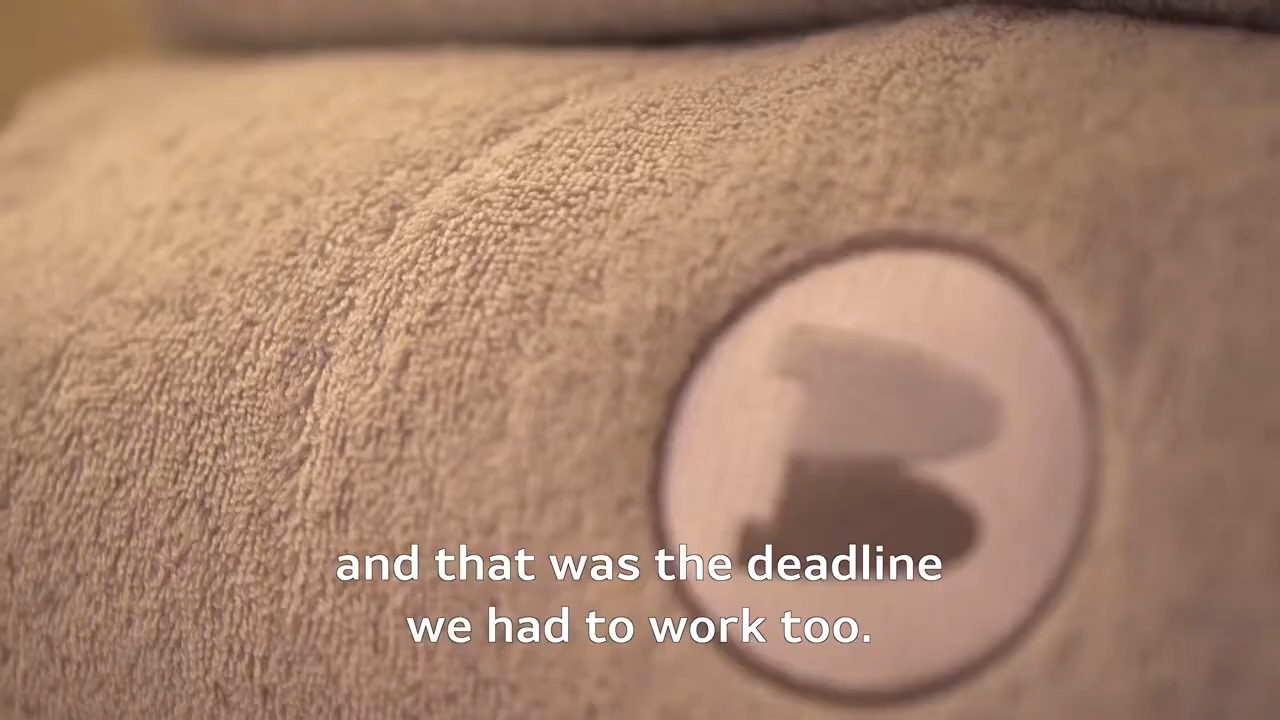 and that was the deadline
we had to work too.